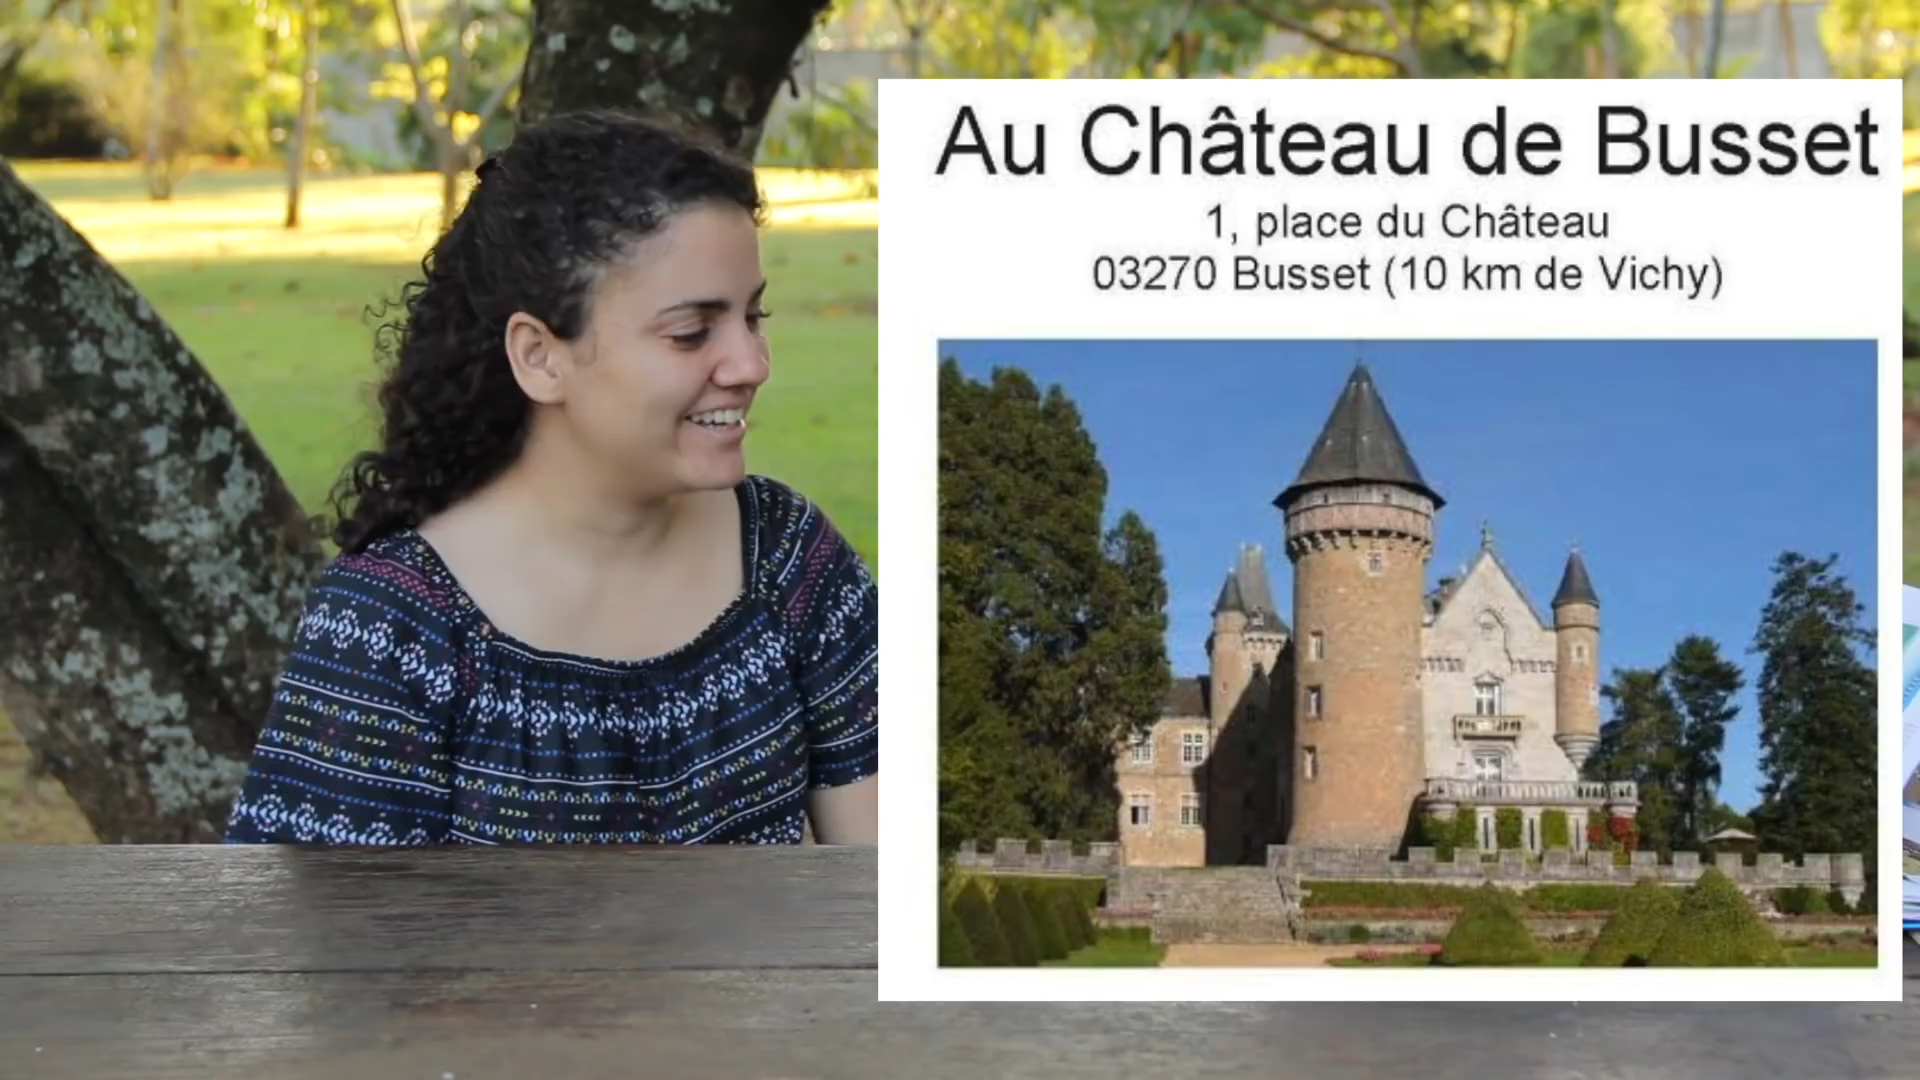 Au Château de Busset
1, place du Château
03270 Busset (10 km de Vichy)